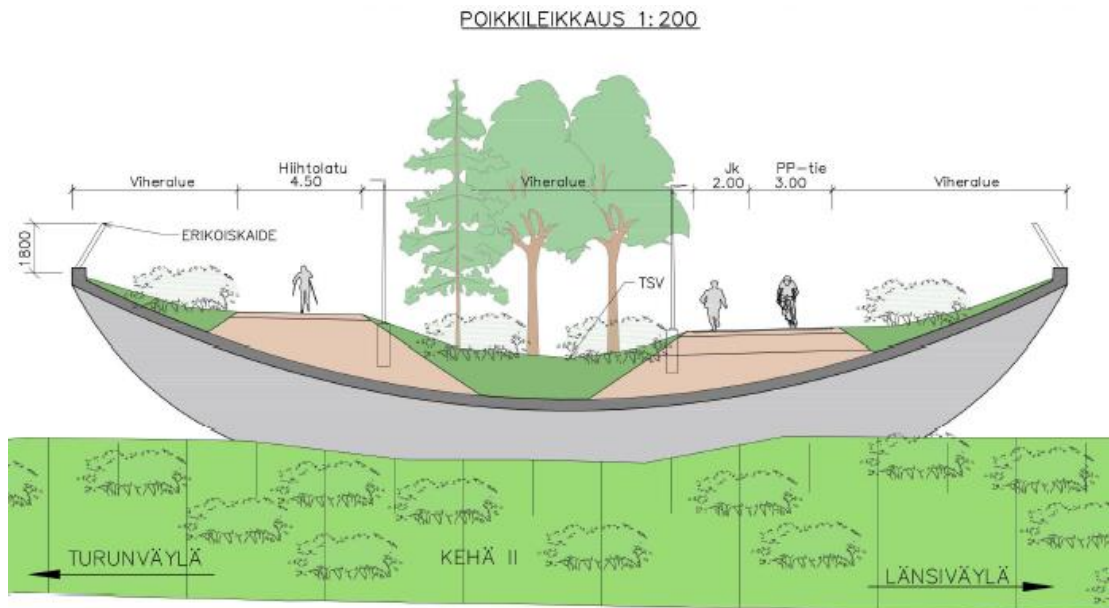 POIKKILEIKKAUS 1:200
Viheralue
Hiihtolatu
4.50
Viheralue
Jk
2.00
PP-tie
3.00
Viheralue
1800
ERIKOISKAIDE
TSV
TURUNVÄYLÄ
KEHÄ II
LÄNSIVÄYLÄ